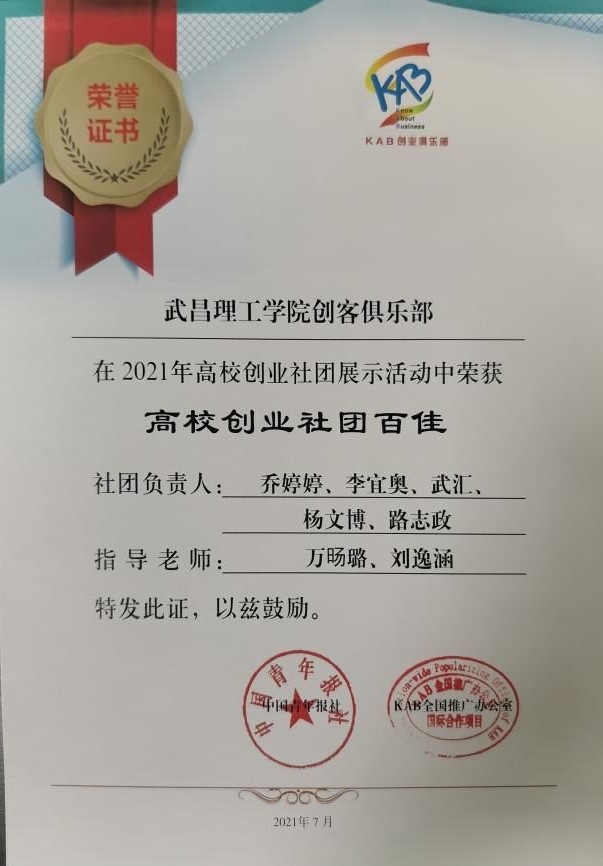 荣誉
证书
KAB
Know
About
Business
KAB创业俱乐部
武昌理工学院创客俱乐部
在2021年高校创业社团展示活动中荣获
高校创业社团百佳
社团负责人：乔婷婷、李宜奥、武汇、
杨文博、路志政
指导老师：万旸璐、刘逸涵
特发此证，以兹鼓励。
中国青年报社
中国青年报社
Nation-wide Popularizing Office of KAB
KAB全国推广办公室
KAB全国推广办公室
国际合作项目
2021年7月